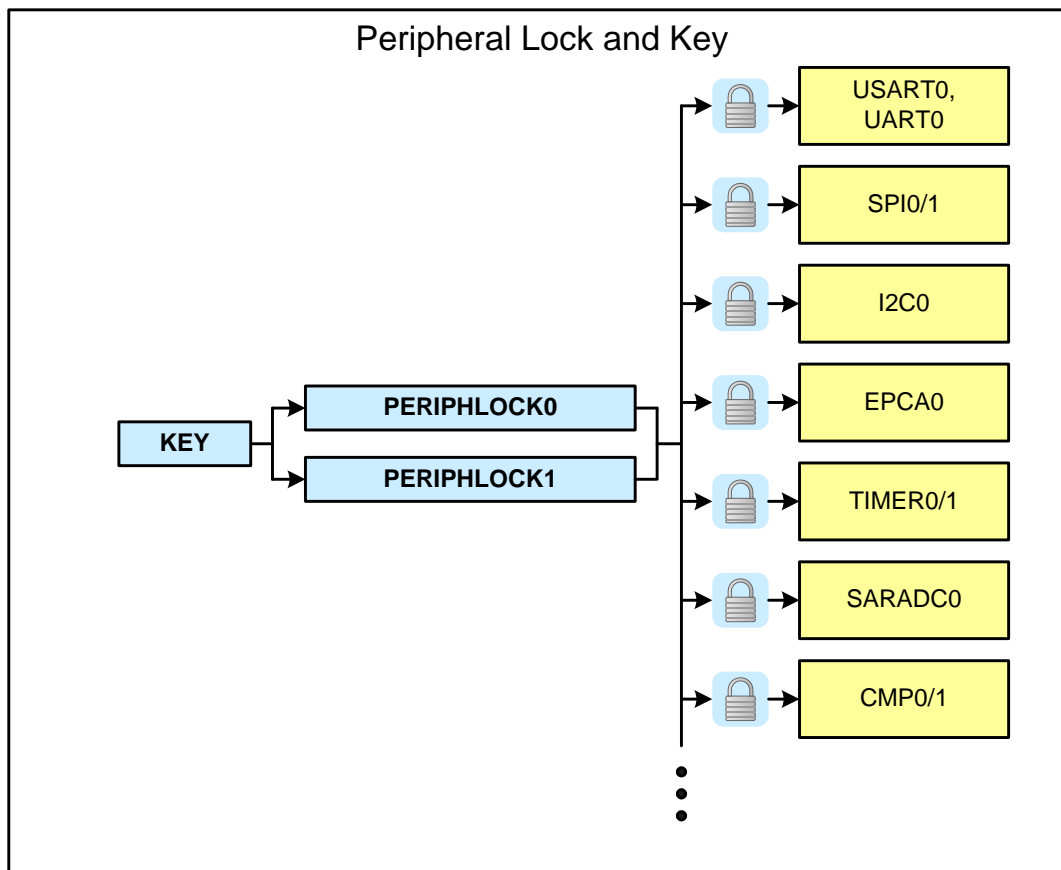 Peripheral Lock and Key
USART0,
UART0
SPI0/1
I2C0
EPCA0
KEY
PERIPHLOCK0
PERIPHLOCK1
TIMER0/1
SARADC0
CMP0/1